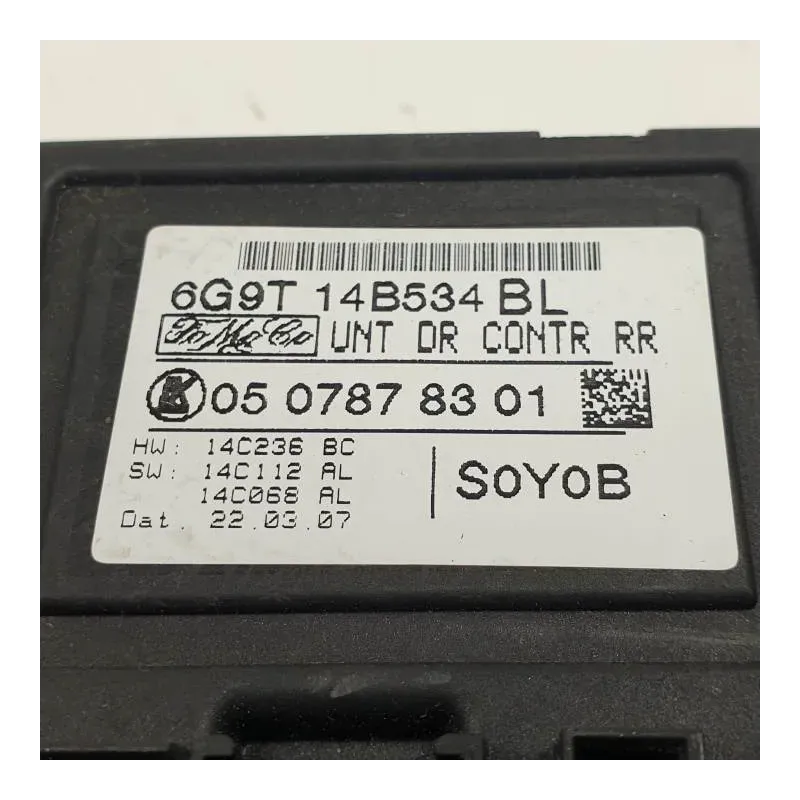 6G9T 14B534 BL
FoMoCo UNT DR CONTR RR
K 05 0787 83 01
HW: 14C236 BC
SW: 14C112 AL
14C068 AL
Dat. 22.03.07
S0Y0B